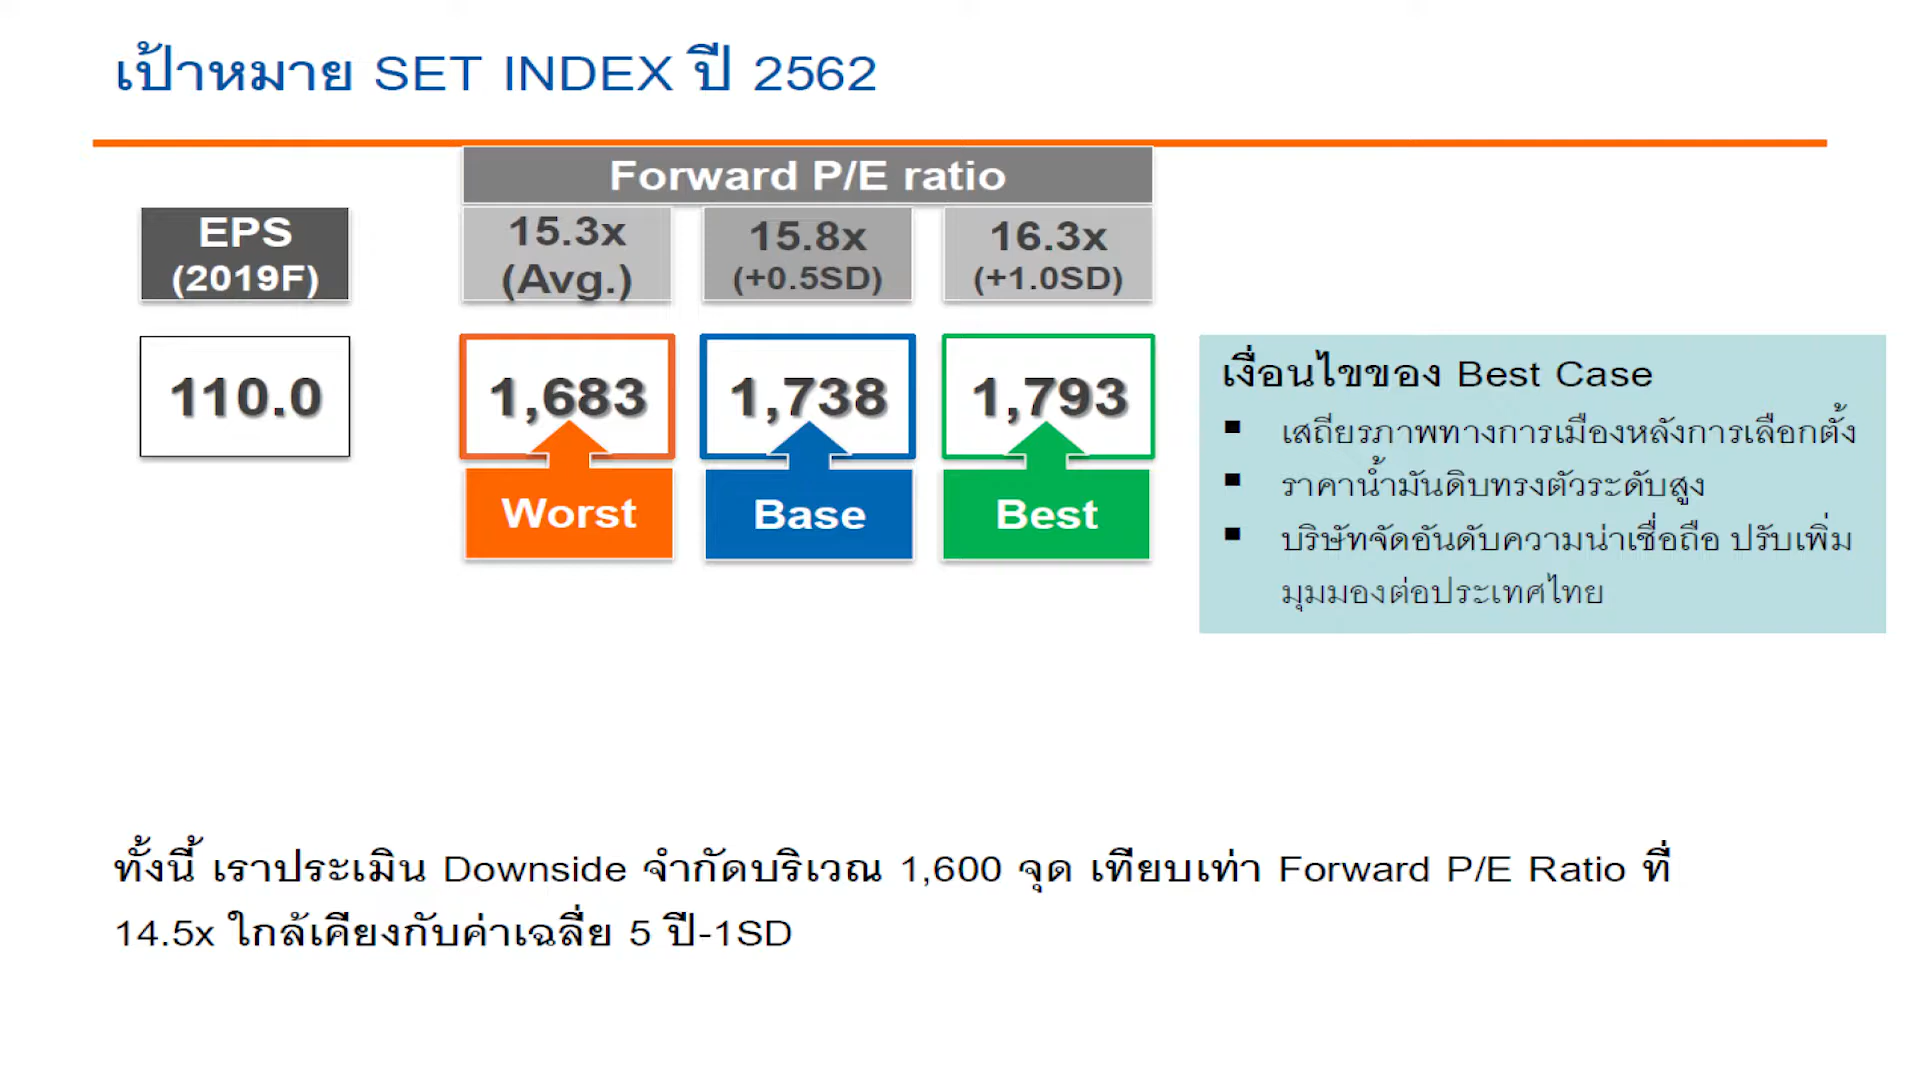 เป้าหมาย SET INDEX ปี 2562
Forward P/E ratio
EPS
(2019F)
15.3x
(Avg.)
15.8x
(+0.5SD)
16.3x
(+1.0SD)
110.0
1,683
1,738
1,793
Worst
Base
Best
เงื่อนไขของ Best Case
▪ เสถียรภาพทางการเมืองหลังการเลือกตั้ง
▪ ราคาน้ำมันดิบทรงตัวระดับสูง
▪ บริษัทจัดอันดับความน่าเชื่อถือ ปรับเพิ่ม
มุมมองต่อประเทศไทย
ทั้งนี้ เราประเมิน Downside จำกัดบริเวณ 1,600 จุด เทียบเท่า Forward P/E Ratio ที่
14.5x ใกล้เคียงกับค่าเฉลี่ย 5 ปี-1SD